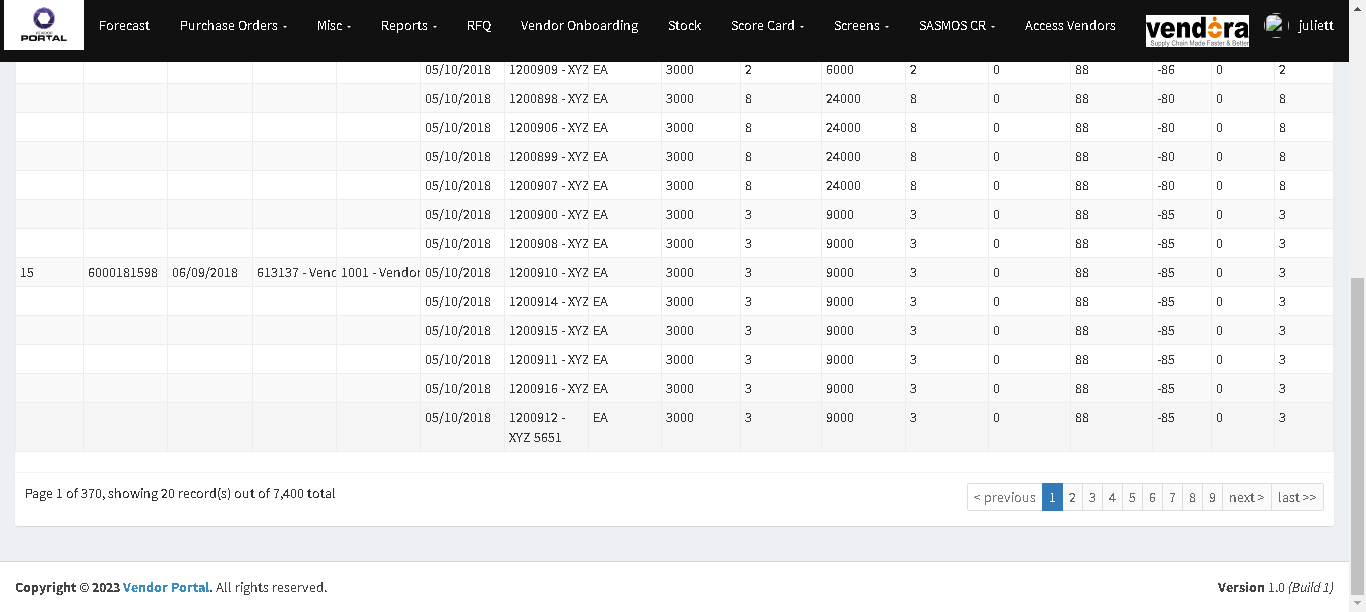 VENDOR
PORTAL
Forecast Purchase Orders Misc Reports RFQ Vendor Onboarding Stock Score Card Screens SASMOS CR Access Vendors
vendora
Supply Chain Made Faster & Better
juliett
05/10/2018 1200909 - XYZ EA 3000 2 6000 2 0 88 -86 0 2
05/10/2018 1200898 - XYZ EA 3000 8 24000 8 0 88 -80 0 8
05/10/2018 1200906 - XYZ EA 3000 8 24000 8 0 88 -80 0 8
05/10/2018 1200899 - XYZ EA 3000 8 24000 8 0 88 -80 0 8
05/10/2018 1200907 - XYZ EA 3000 8 24000 8 0 88 -80 0 8
05/10/2018 1200900 - XYZ EA 3000 3 9000 3 0 88 -85 0 3
05/10/2018 1200908 - XYZ EA 3000 3 9000 3 0 88 -85 0 3
15 6000181598 06/09/2018 613137 - Venc 1001 - Vendor 05/10/2018 1200910 - XYZ EA 3000 3 9000 3 0 88 -85 0 3
05/10/2018 1200914 - XYZ EA 3000 3 9000 3 0 88 -85 0 3
05/10/2018 1200915 - XYZ EA 3000 3 9000 3 0 88 -85 0 3
05/10/2018 1200911 - XYZ EA 3000 3 9000 3 0 88 -85 0 3
05/10/2018 1200916 - XYZ EA 3000 3 9000 3 0 88 -85 0 3
05/10/2018 1200912 - EA 3000 3 9000 3 0 88 -85 0 3
XYZ 5651
Page 1 of 370, showing 20 record(s) out of 7,400 total
< previous 1 2 3 4 5 6 7 8 9 next > last >>
Copyright © 2023 Vendor Portal. All rights reserved.
Version 1.0 (Build 1)